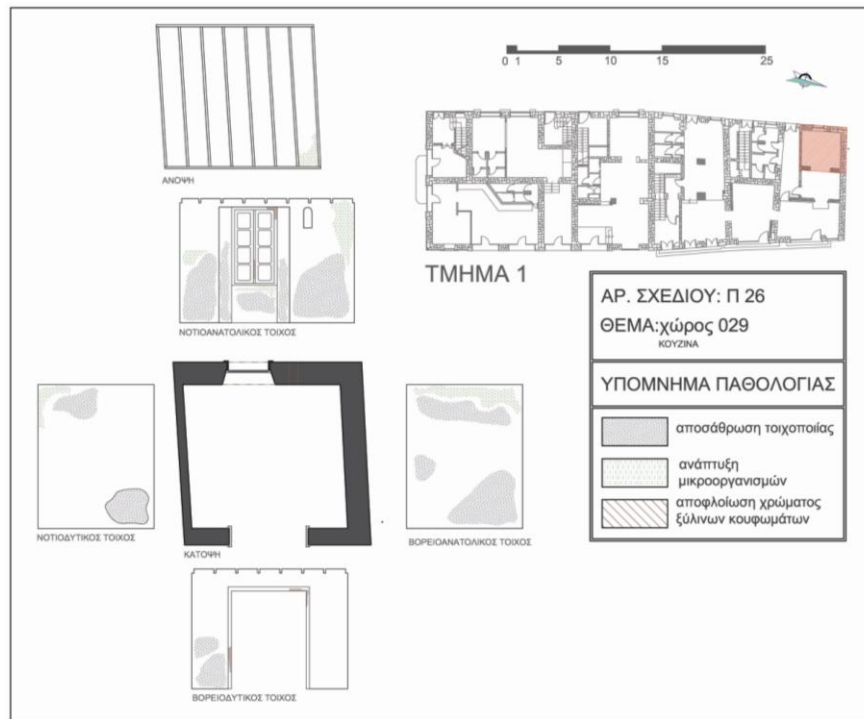 ΑΝΟΨΗ
0 1 5 10 15 25
ΝΟΤΙΟΑΝΑΤΟΛΙΚΟΣ ΤΟΙΧΟΣ
ΤΜΗΜΑ 1
ΝΟΤΙΟΔΥΤΙΚΟΣ ΤΟΙΧΟΣ
ΚΑΤΟΨΗ
ΒΟΡΕΙΟΑΝΑΤΟΛΙΚΟΣ ΤΟΙΧΟΣ
ΒΟΡΕΙΟΔΥΤΙΚΟΣ ΤΟΙΧΟΣ
ΑΡ. ΣΧΕΔΙΟΥ: Π 26
ΘΕΜΑ:χώρος 029
ΚΟΥΖΙΝΑ
ΥΠΟΜΝΗΜΑ ΠΑΘΟΛΟΓΙΑΣ
αποσάθρωση τοιχοποιίας
ανάπτυξη
μικροοργανισμών
αποφλοίωση χρώματος
ξύλινων κουφωμάτων